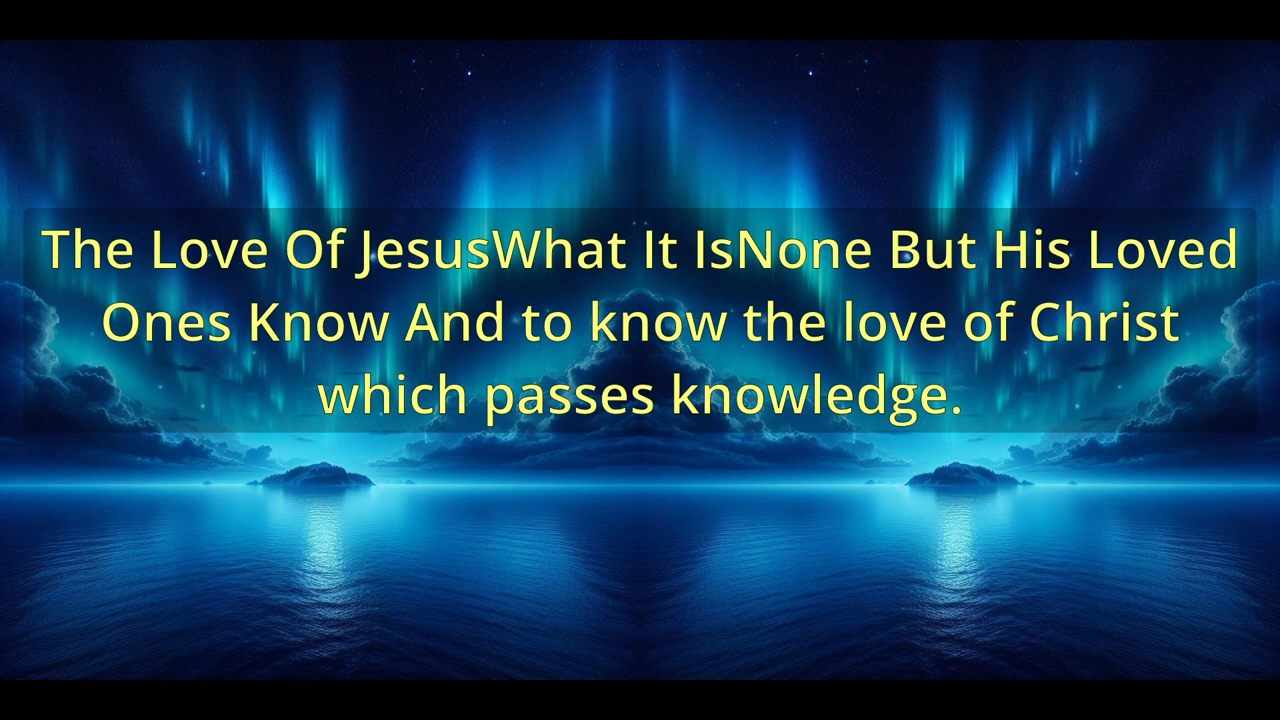 The Love Of JesusWhat It IsNone But His Loved
Ones Know And to know the love of Christ
which passes knowledge.